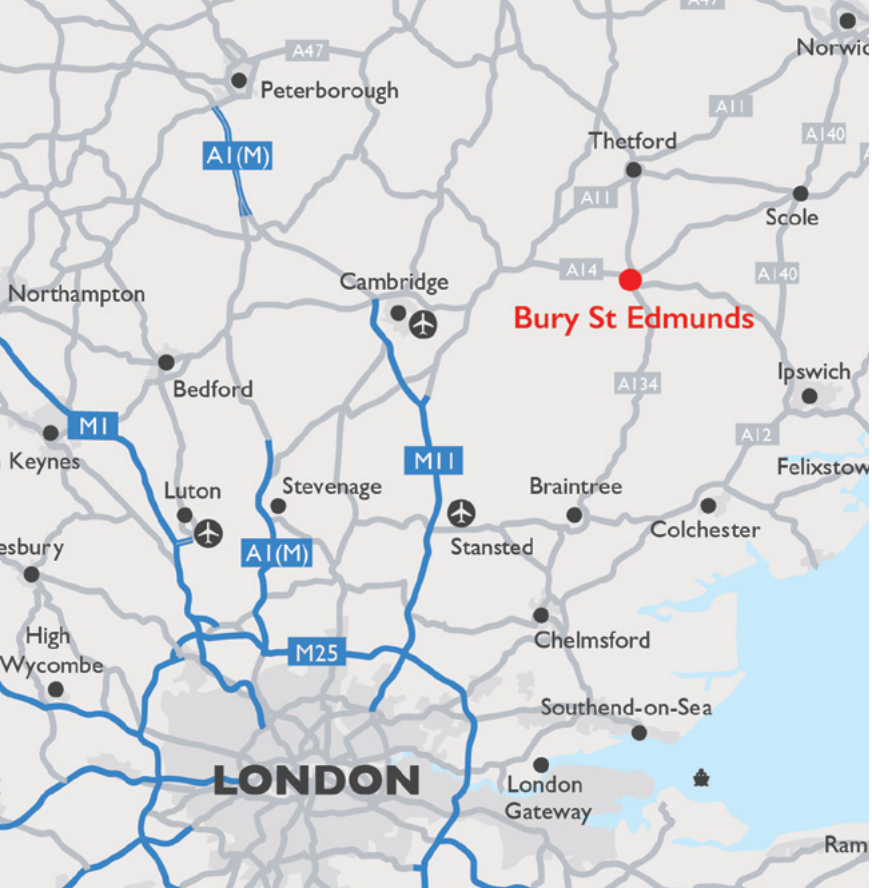 A47
A47
Norwic
Peterborough
A11
Thetford
A140
A1(M)
A11
Scole
A14
A140
Cambridge
Northampton
Bury St Edmunds
Ipswich
A134
Bedford
M1
A12
M11
Keynes
Felixstow
Luton
Stevenage
Braintree
Colchester
esbury
A1(M)
Stansted
High
Wycombe
M25
Chelmsford
Southend-on-Sea
LONDON
London
Gateway
Ram